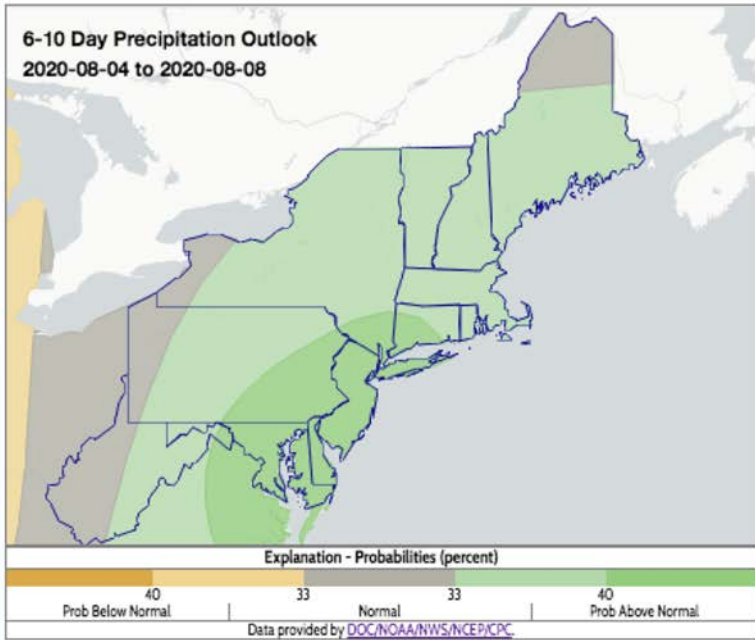 6-10 Day Precipitation Outlook
2020-08-04 to 2020-08-08
Explanation - Probabilities (percent)
40 33 33 40
Prob Below Normal | Normal | Prob Above Normal
Data provided by DOC/NOAA/NWS/NCEP/CPC.